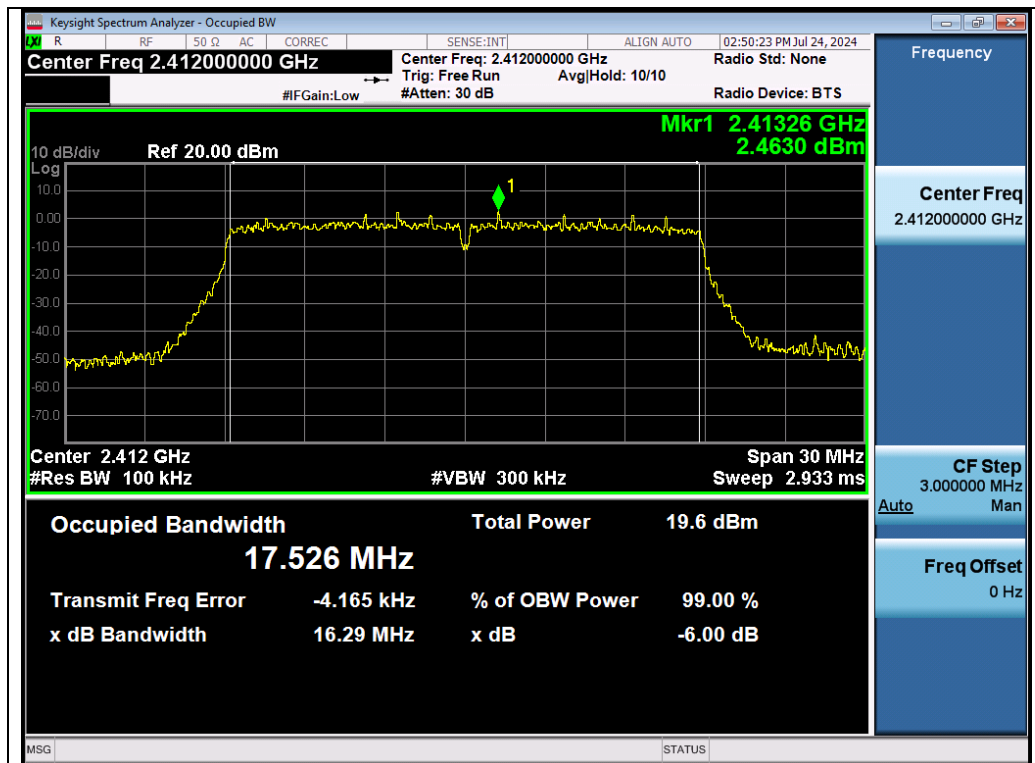 Keysight Spectrum Analyzer - Occupied BW
LXI R RF 50 Ω AC CORREC SENSE:INT ALIGN AUTO 02:50:23 PM Jul 24, 2024
Center Freq 2.412000000 GHz
Center Freq: 2.412000000 GHz Radio Std: None
Trig: Free Run Avg|Hold: 10/10
#IFGain:Low #Atten: 30 dB Radio Device: BTS
Mkr1 2.41326 GHz
2.4630 dBm
10 dB/div Ref 20.00 dBm
Log
10.0
0.00
-10.0
-20.0
-30.0
-40.0
-50.0
-60.0
-70.0
1
Center 2.412 GHz Span 30 MHz
#Res BW 100 kHz #VBW 300 kHz Sweep 2.933 ms
Occupied Bandwidth Total Power 19.6 dBm
17.526 MHz
Transmit Freq Error -4.165 kHz % of OBW Power 99.00 %
x dB Bandwidth 16.29 MHz x dB -6.00 dB
Frequency
Center Freq
2.412000000 GHz
CF Step
3.000000 MHz
Auto Man
Freq Offset
0 Hz
MSG STATUS